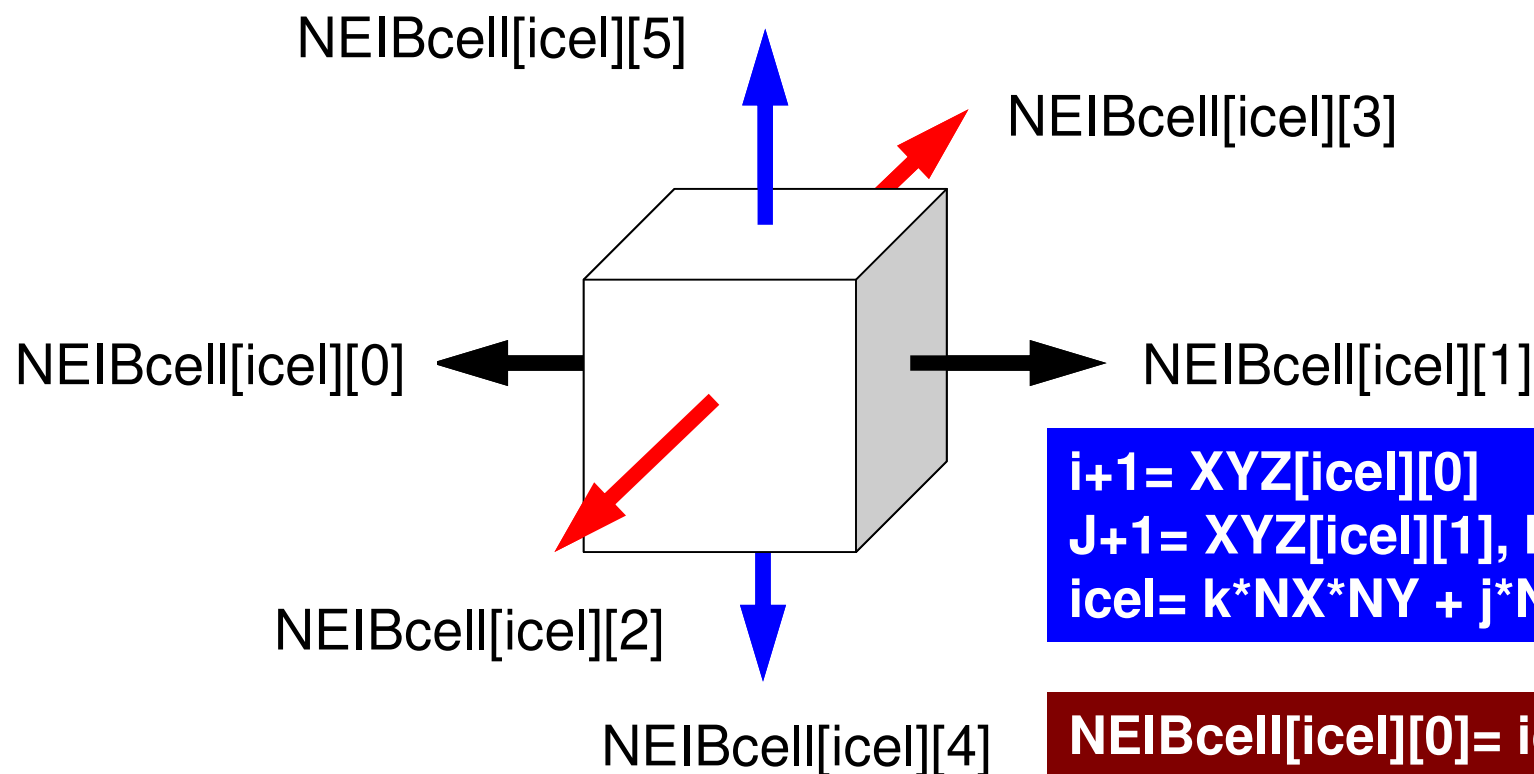 NEIBcell[icel][5]
NEIBcell[icel][3]
NEIBcell[icel][0]
NEIBcell[icel][1]
i+1= XYZ[icel][0]
J+1= XYZ[icel][1],
icel= k*NX*NY +
NEIBcell[icel][2]
NEIBcell[icel][4]
NEIBcell[icel][0]=